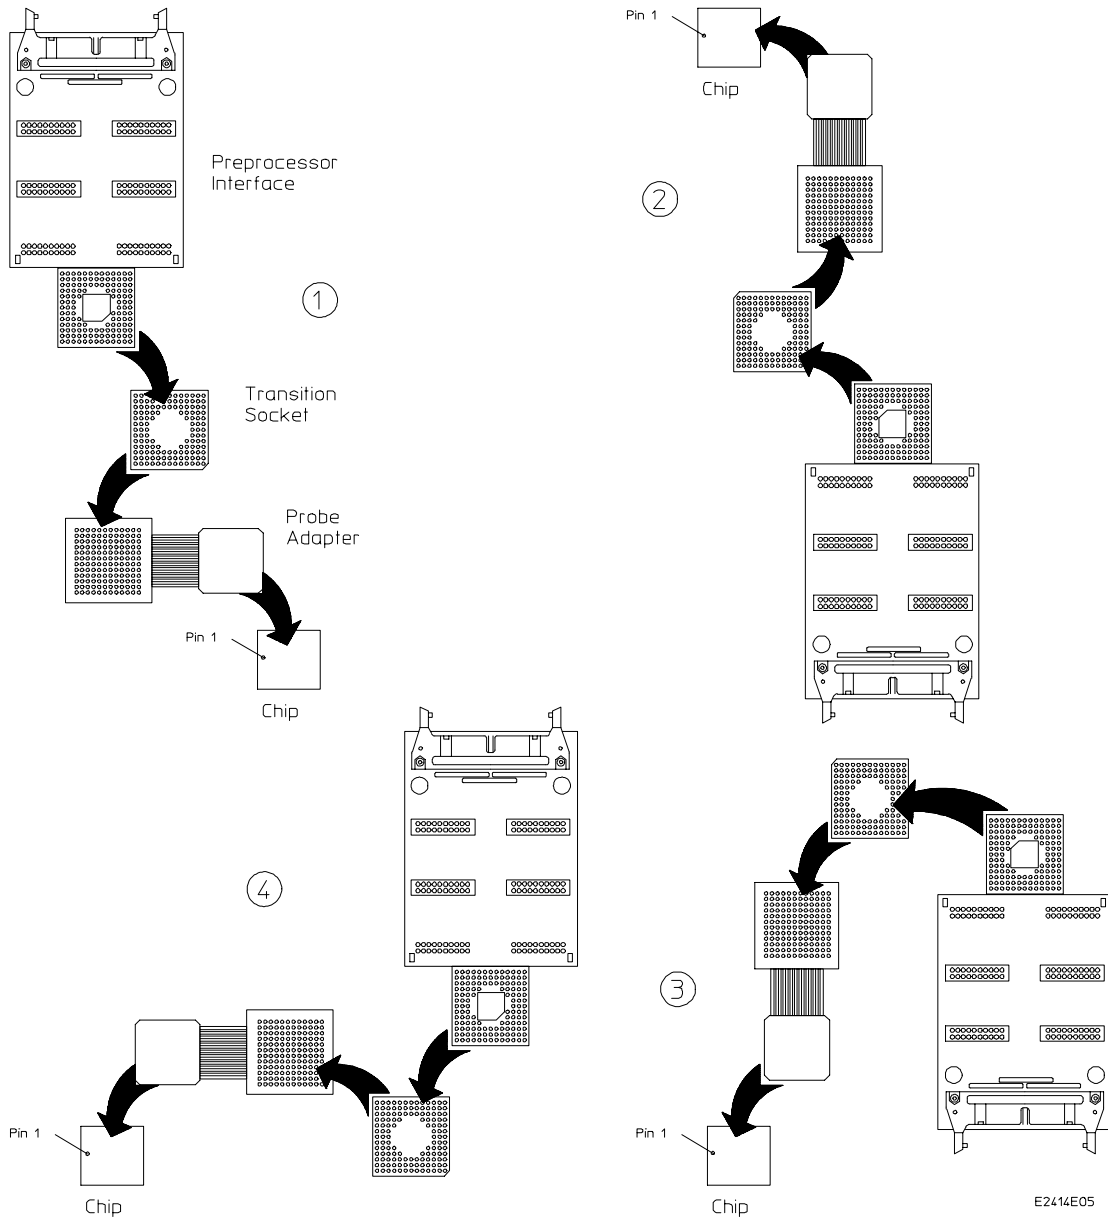 Preprocessor
Interface
1
Transition
Socket
Probe
Adapter
Pin 1
Chip
Pin 1
Chip
2
3
Pin 1
Chip
4
Pin 1
Chip
E2414E05